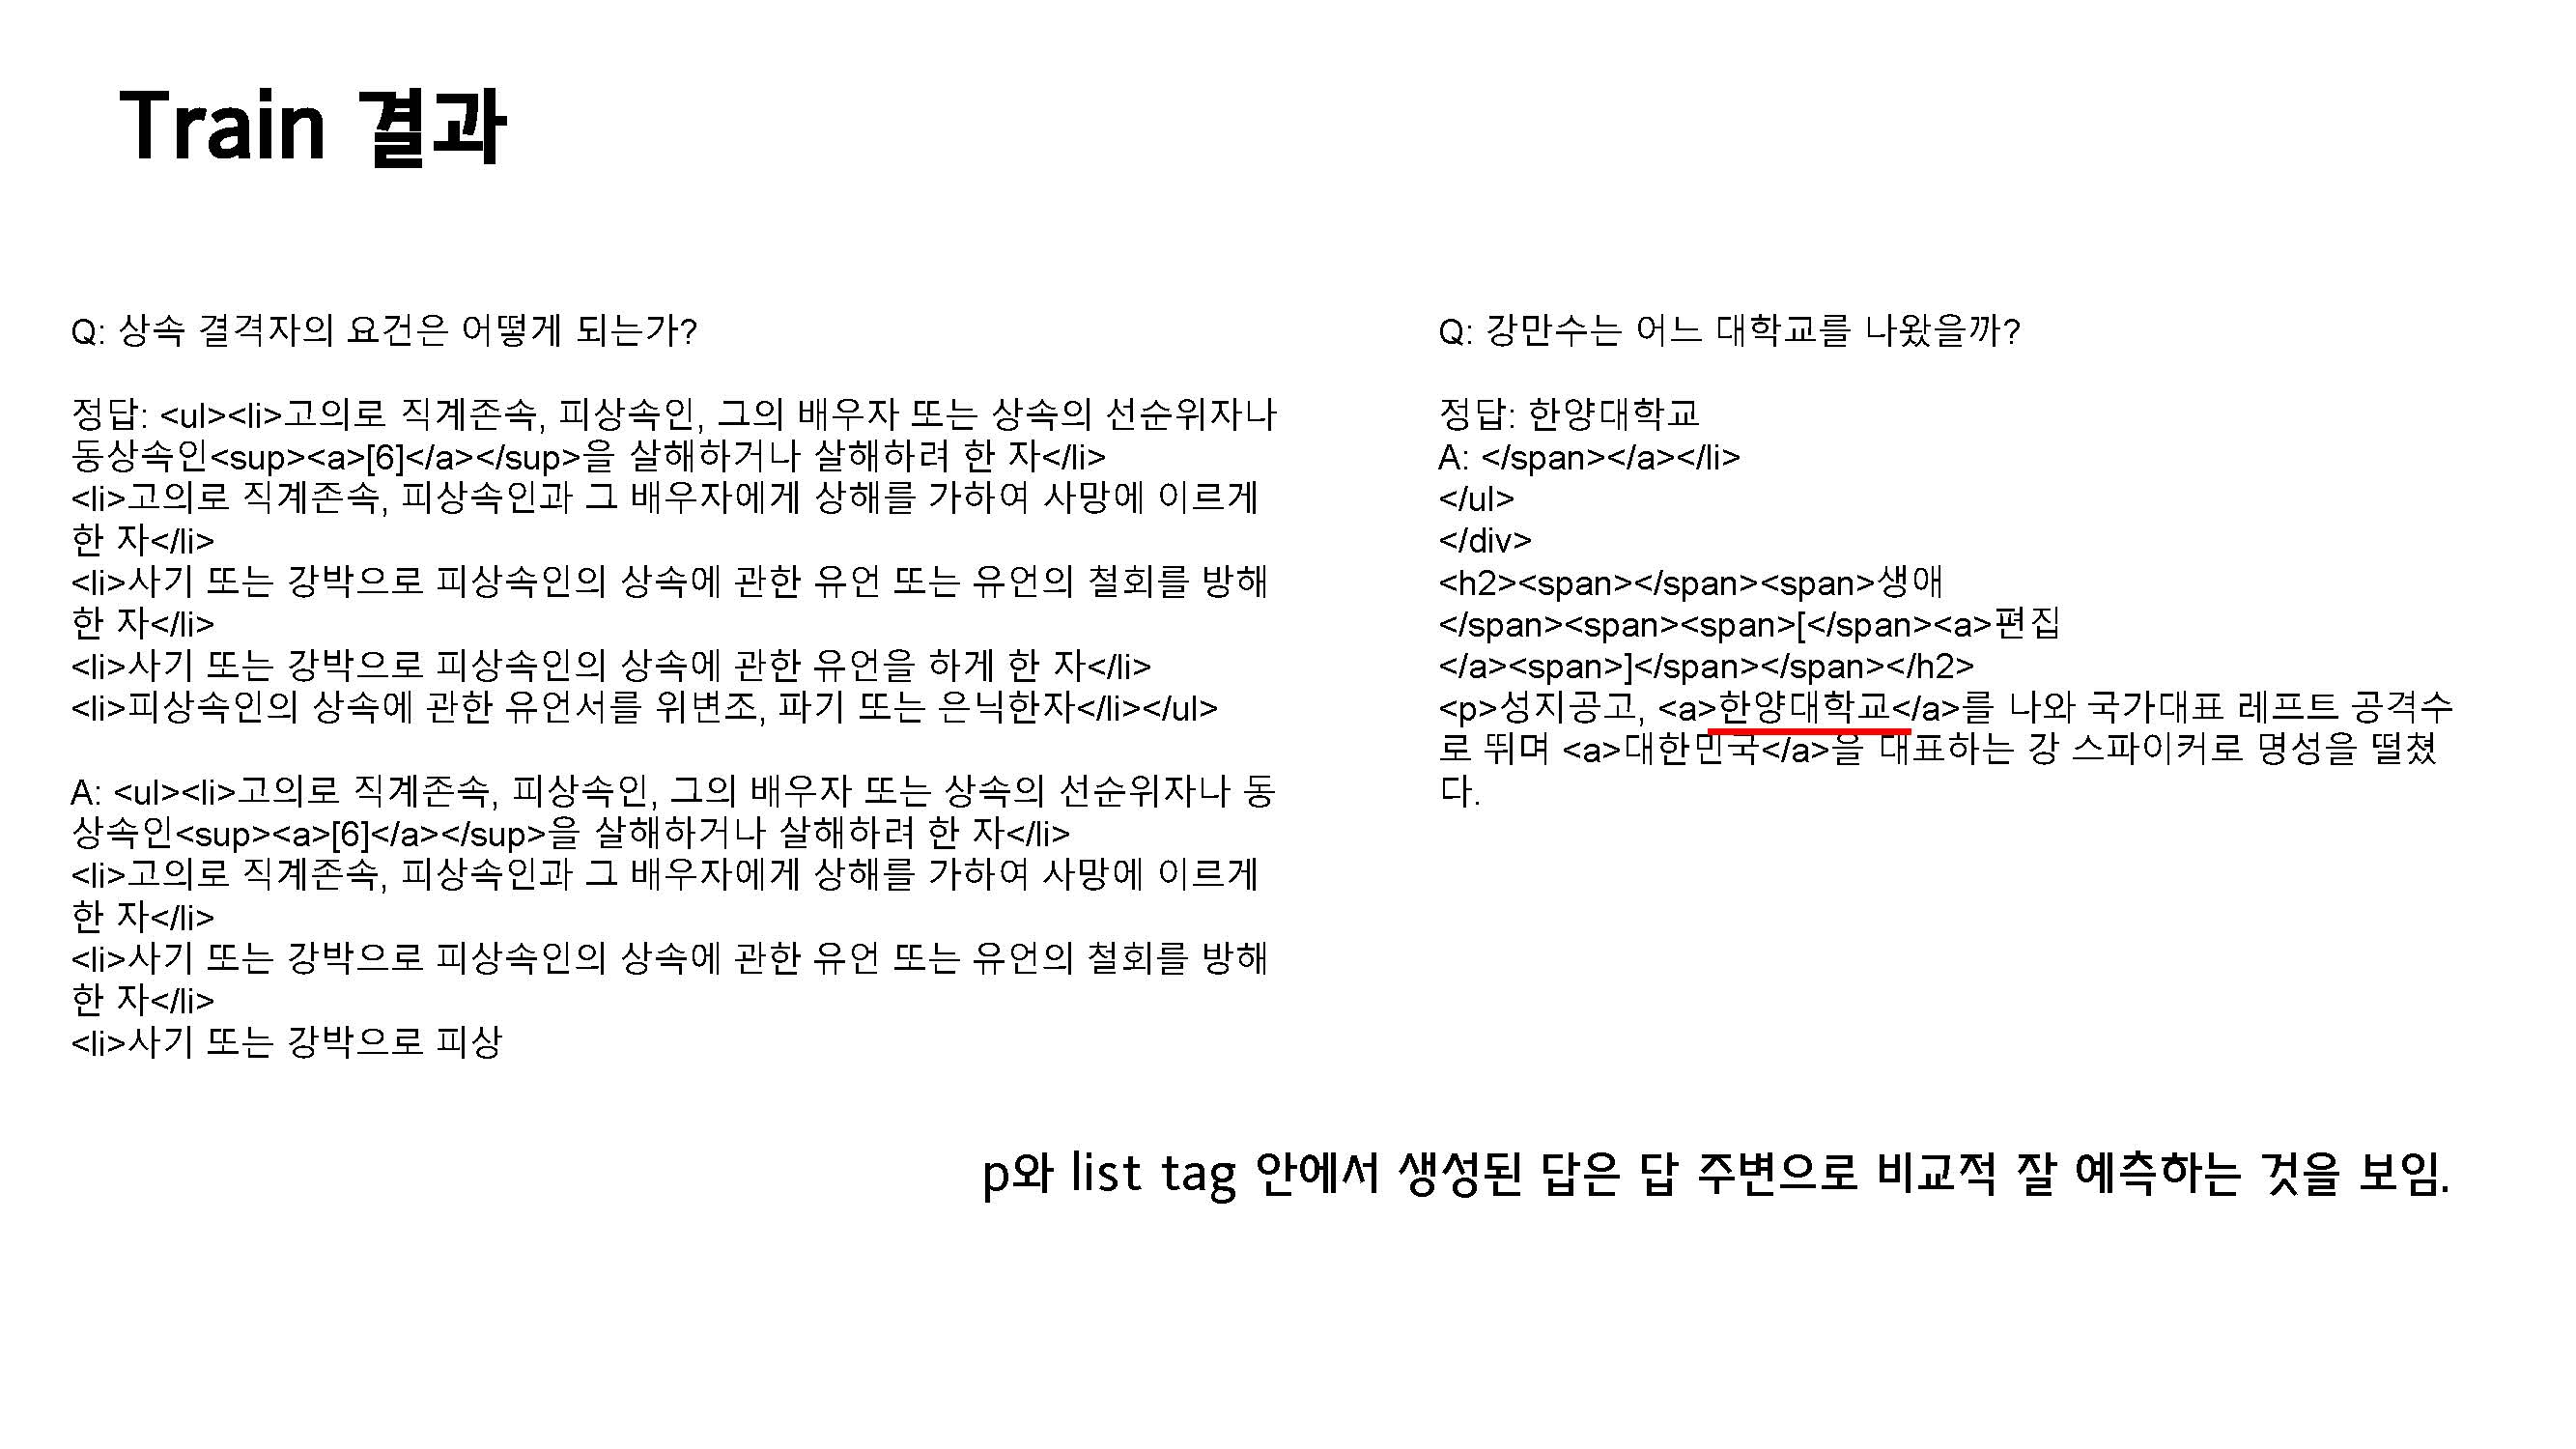 Train 결과
Q: 상속 결격자의 요건은 어떻게 되는가?
정답: <ul><li>고의로 직계존속, 피상속인, 그의 배우자 또는 상속의 선순위자나
동상속인<sup><a>[6]</a></sup>을 살해하거나 살해하려 한 자</li>
<li>고의로 직계존속, 피상속인과 그 배우자에게 상해를 가하여 사망에 이르게
한 자</li>
<li>사기 또는 강박으로 피상속인의 상속에 관한 유언 또는 유언의 철회를 방해
한 자</li>
<li>사기 또는 강박으로 피상속인의 상속에 관한 유언을 하게 한 자</li>
<li>피상속인의 상속에 관한 유언서를 위변조, 파기 또는 은닉한자</li></ul>
A: <ul><li>고의로 직계존속, 피상속인, 그의 배우자 또는 상속의 선순위자나 동
상속인<sup><a>[6]</a></sup>을 살해하거나 살해하려 한 자</li>
<li>고의로 직계존속, 피상속인과 그 배우자에게 상해를 가하여 사망에 이르게
한 자</li>
<li>사기 또는 강박으로 피상속인의 상속에 관한 유언 또는 유언의 철회를 방해
한 자</li>
<li>사기 또는 강박으로 피상
Q: 강만수는 어느 대학교를 나왔을까?
정답: 한양대학교
A: </span></a></li>
</ul>
</div>
<h2><span></span><span>생애
</span><span><span>[</span><a>편집
</a><span>]</span></span></h2>
<p>성지공고, <a>한양대학교</a>를 나와 국가대표 레프트 공격수
로 뛰며 <a>대한민국</a>을 대표하는 강 스파이커로 명성을 떨쳤
다.
p와 list tag 안에서 생성된 답은 답 주변으로 비교적 잘 예측하는 것을 보임.